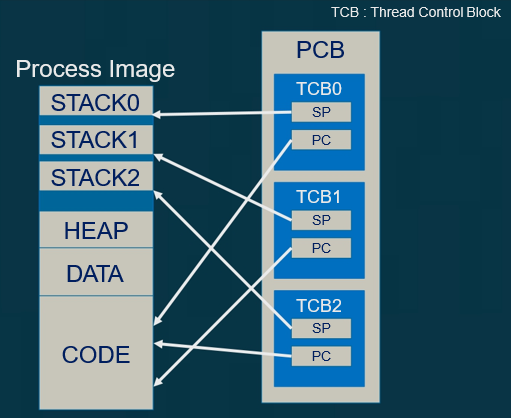 TCB : Thread Control Block
PCB
Process Image
STACK0
STACK1
STACK2
HEAP
DATA
CODE
TCB0
SP
PC
TCB1
SP
PC
TCB2
SP
PC